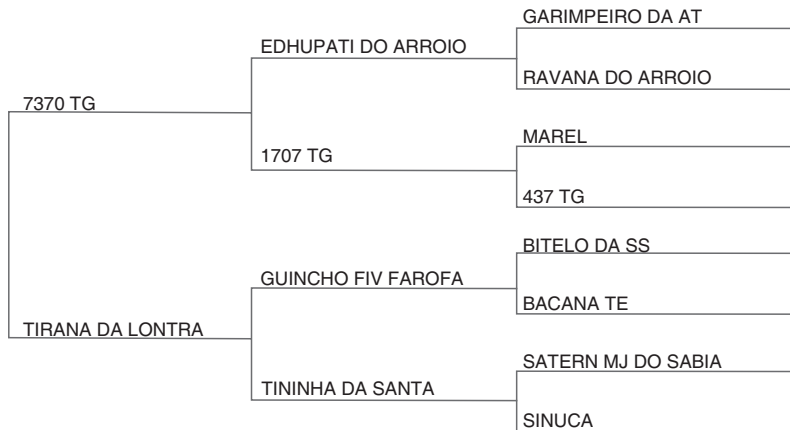 GARIMPEIRO DA AT
EDHUPATI DO ARROIO
RAVANA DO ARROIO
7370 TG
MAREL
1707 TG
437 TG
BITELO DA SS
GUINCHO FIV FAROFA
BACANA TE
TIRANA DA LONTRA
SATERN MJ DO SABIA
TININHA DA SANTA
SINUCA